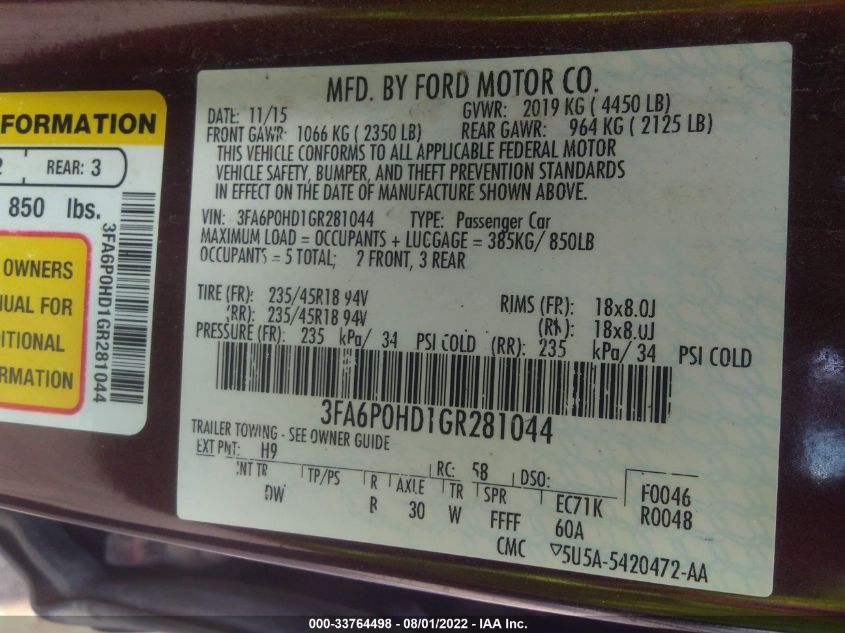 FORMATION
2 REAR: 3
850 lbs.
OWNERS
NUAL FOR
DITIONAL
RMATION
3FA6P0HD1GR281044
MFD. BY FORD MOTOR CO.
DATE: 11/15 GVWR: 2019 KG ( 4450 LB)
FRONT GAWR: 1066 KG ( 2350 LB) REAR GAWR: 964 KG ( 2125 LB)
THIS VEHICLE CONFORMS TO ALL APPLICABLE FEDERAL MOTOR
VEHICLE SAFETY, BUMPER, AND THEFT PREVENTION STANDARDS
IN EFFECT ON THE DATE OF MANUFACTURE SHOWN ABOVE.
VIN: 3FA6P0HD1GR281044 TYPE: Passenger Car
MAXIMUM LOAD = OCCUPANTS + LUGGAGE = 385KG/ 850LB
OCCUPANTS = 5 TOTAL; 2 FRONT, 3 REAR
TIRE (FR): 235/45R18 94V RIMS (FR): 18x8.0J
(RR): 235/45R18 94V (RR): 18x8.0J
PRESSURE (FR): 235 kPa/ 34 PSI COLD (RR): 235 kPa/ 34 PSI COLD
3FA6P0HD1GR281044
TRAILER TOWING - SEE OWNER GUIDE
EXT PNT: H9 RC: 58 DSO: F0046
INT TR TP/PS R AXLE TR SPR EC71K R0048
DW B 30 W FFFF 60A
CMC ▽5U5A-5420472-AA
000-33764498 - 08/01/2022 - IAA Inc.